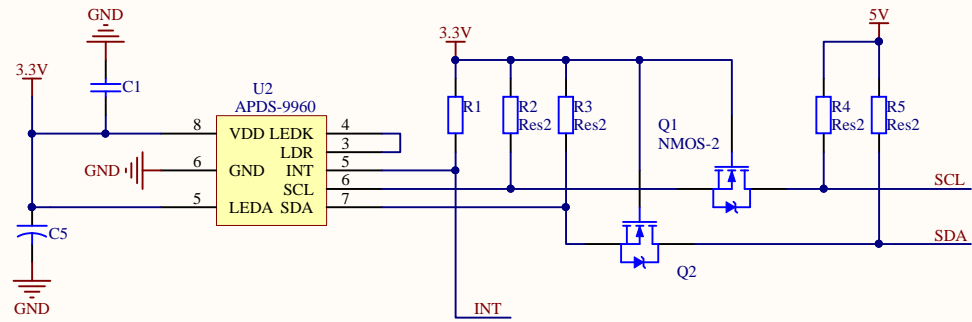 GND
5V
3.3V
3.3V
C1
U2
APDS-9960
R1
R2
Res2
R3
Res2
R4
Res2
R5
Res2
Q1
NMOS-2
8 VDD LEDK 4
LDR 3
GND 6 GND INT 5
SCL 6
5 LEDA SDA 7
SCL
C5
SDA
Q2
GND
INT